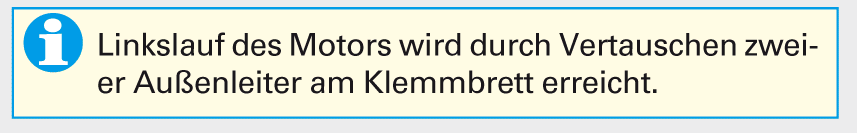 Linkslauf des Motors wird durch Vertauschen zwei-
er Außenleiter am Klemmbrett erreicht.